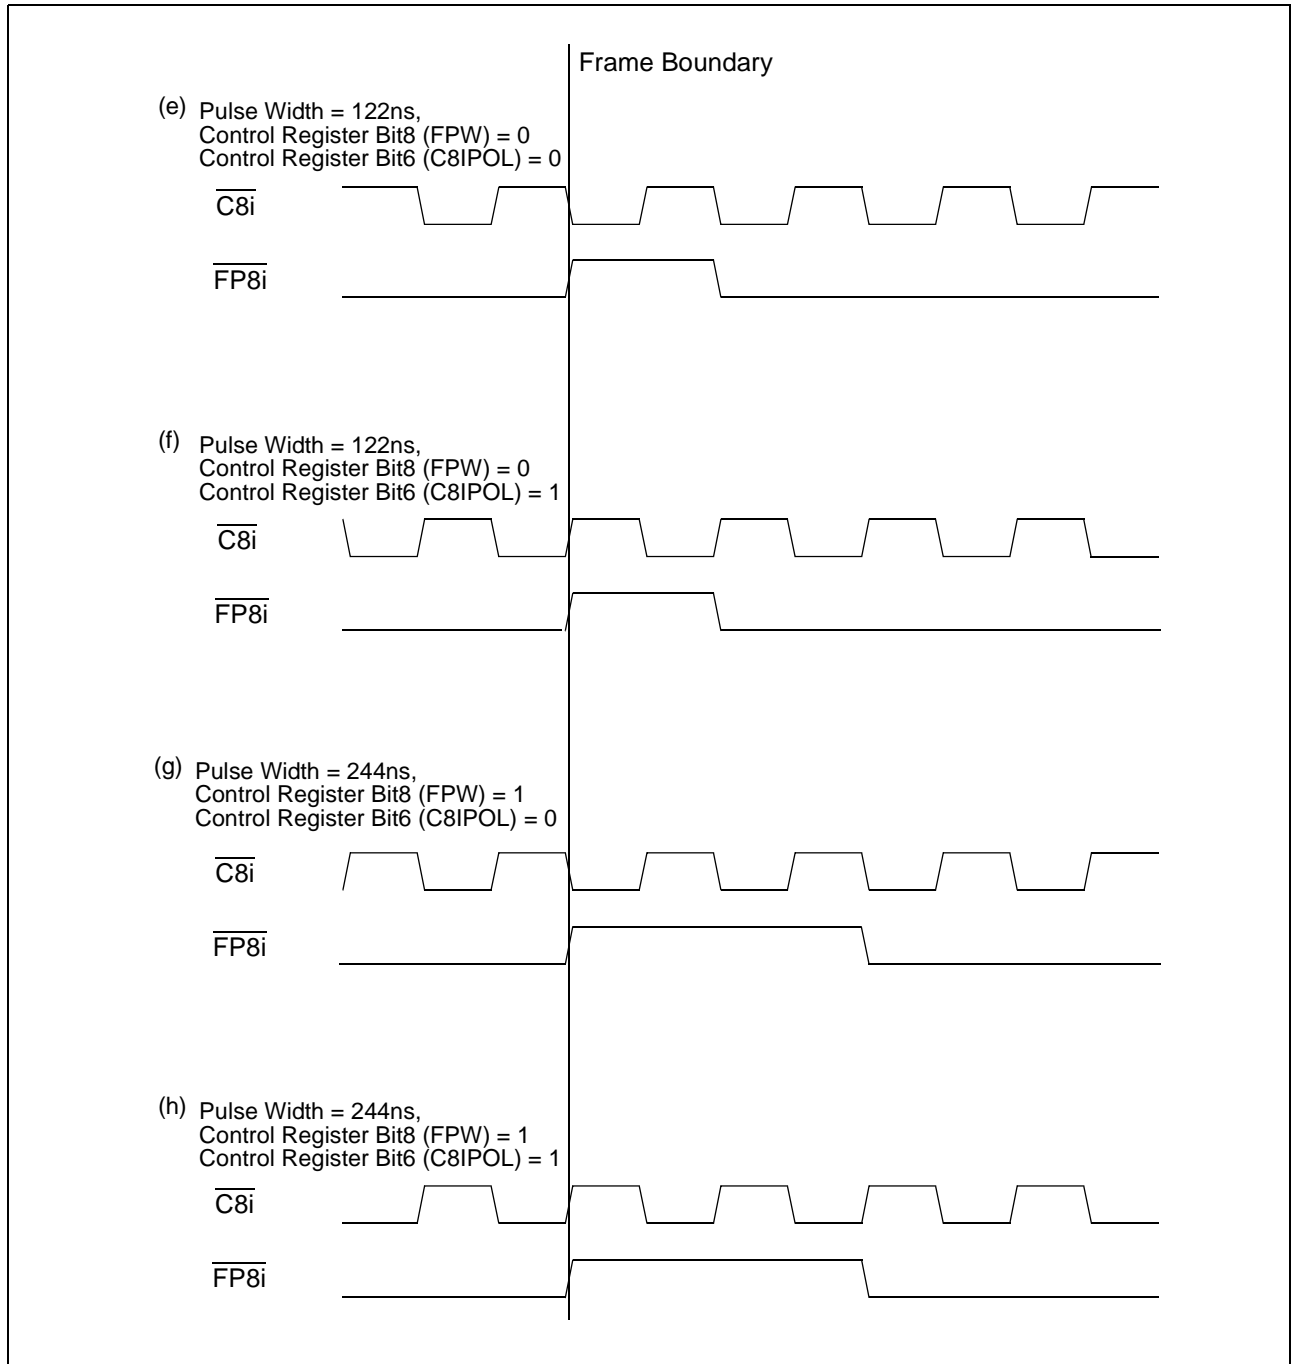 Frame Boundary
(e) Pulse Width = 122ns,
Control Register Bit8 (FPW) = 0
Control Register Bit6 (C8IPOL) = 0
C8i
FP8i
(f) Pulse Width = 122ns,
Control Register Bit8 (FPW) = 0
Control Register Bit6 (C8IPOL) = 1
C8i
FP8i
(g) Pulse Width = 244ns,
Control Register Bit8 (FPW) = 1
Control Register Bit6 (C8IPOL) = 0
C8i
FP8i
(h) Pulse Width = 244ns,
Control Register Bit8 (FPW) = 1
Control Register Bit6 (C8IPOL) = 1
C8i
FP8i